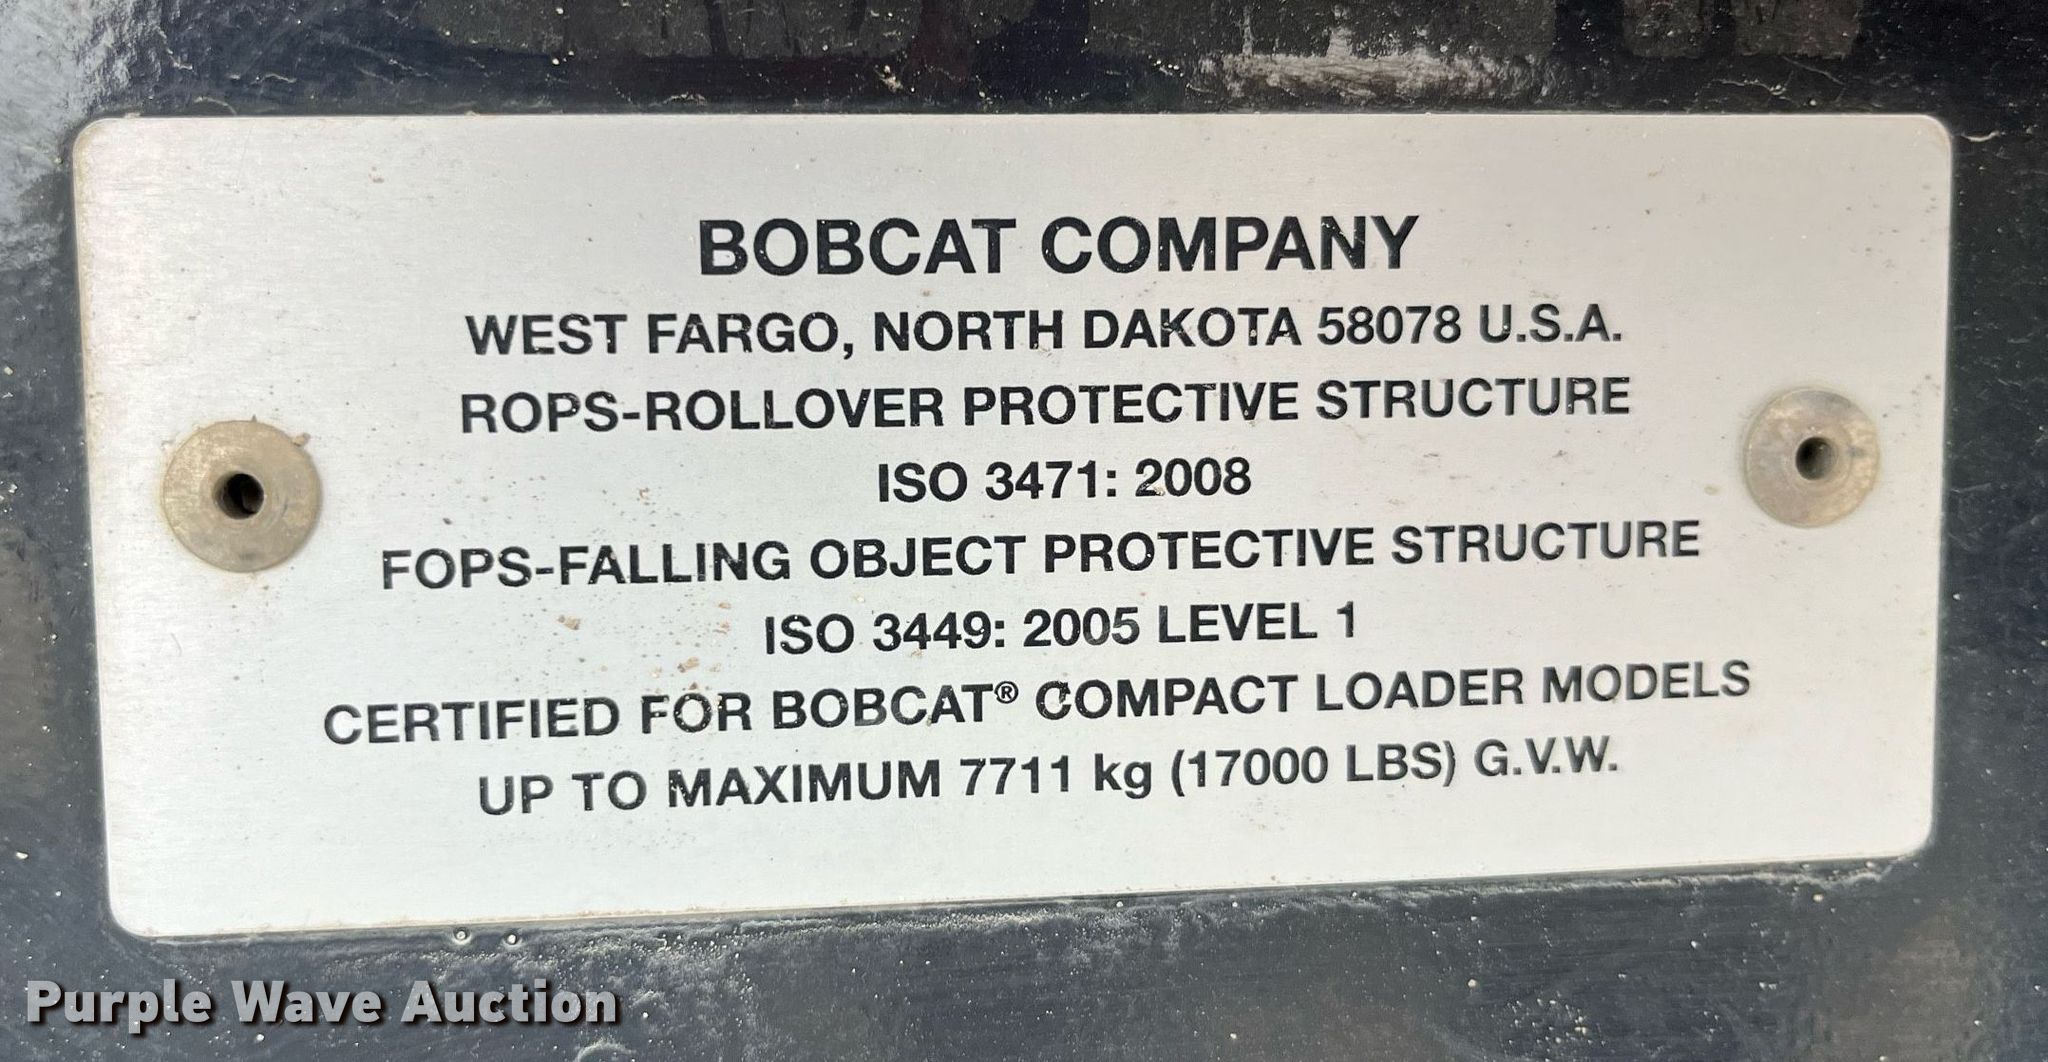 BOBCAT COMPANY
WEST FARGO, NORTH DAKOTA 58078 U.S.A.
ROPS-ROLLOVER PROTECTIVE STRUCTURE
ISO 3471: 2008
FOPS-FALLING OBJECT PROTECTIVE STRUCTURE
ISO 3449: 2005 LEVEL 1
CERTIFIED FOR BOBCAT® COMPACT LOADER MODELS
UP TO MAXIMUM 7711 kg (17000 LBS) G.V.W.
Purple Wave Auction